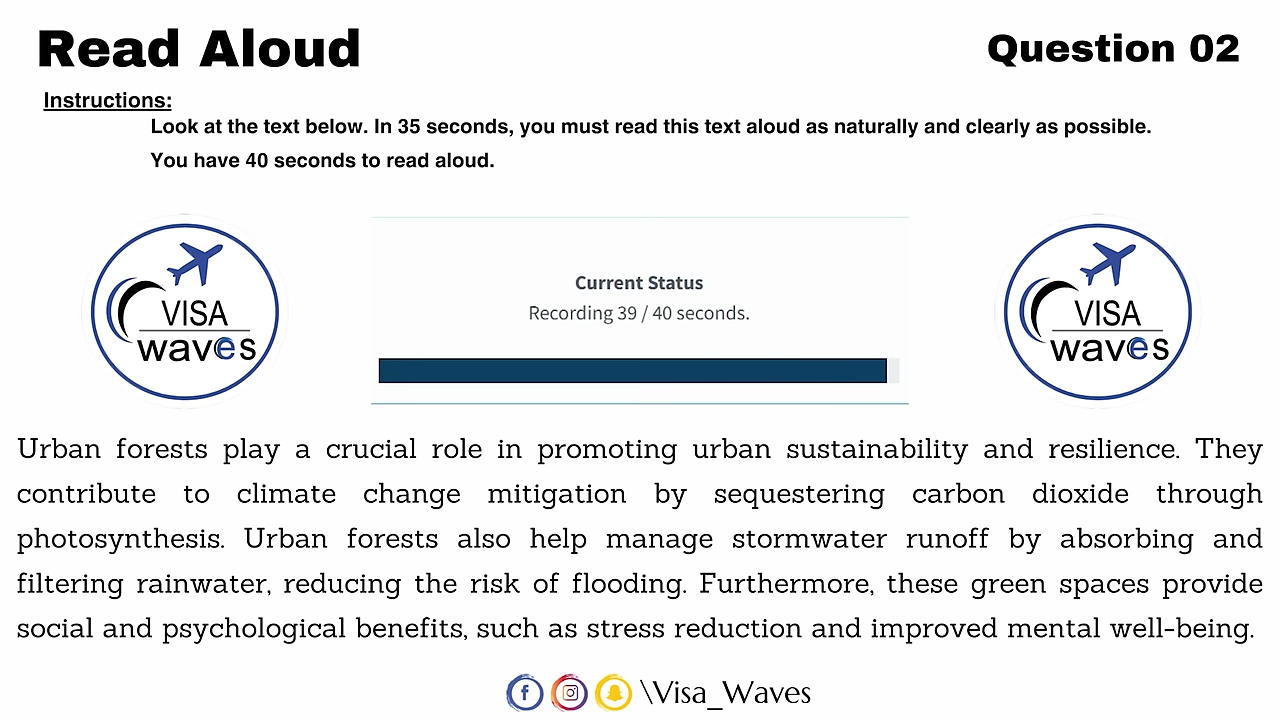 Read Aloud
Question 02
Instructions:
Look at the text below. In 35 seconds, you must read this text aloud as naturally and clearly as possible.
You have 40 seconds to read aloud.
VISA
waves
Current Status
Recording 39 / 40 seconds.
VISA
waves
Urban forests play a crucial role in promoting urban sustainability and resilience. They
contribute to climate change mitigation by sequestering carbon dioxide through
photosynthesis. Urban forests also help manage stormwater runoff by absorbing and
filtering rainwater, reducing the risk of flooding. Furthermore, these green spaces provide
social and psychological benefits, such as stress reduction and improved mental well-being.
\Visa_Waves